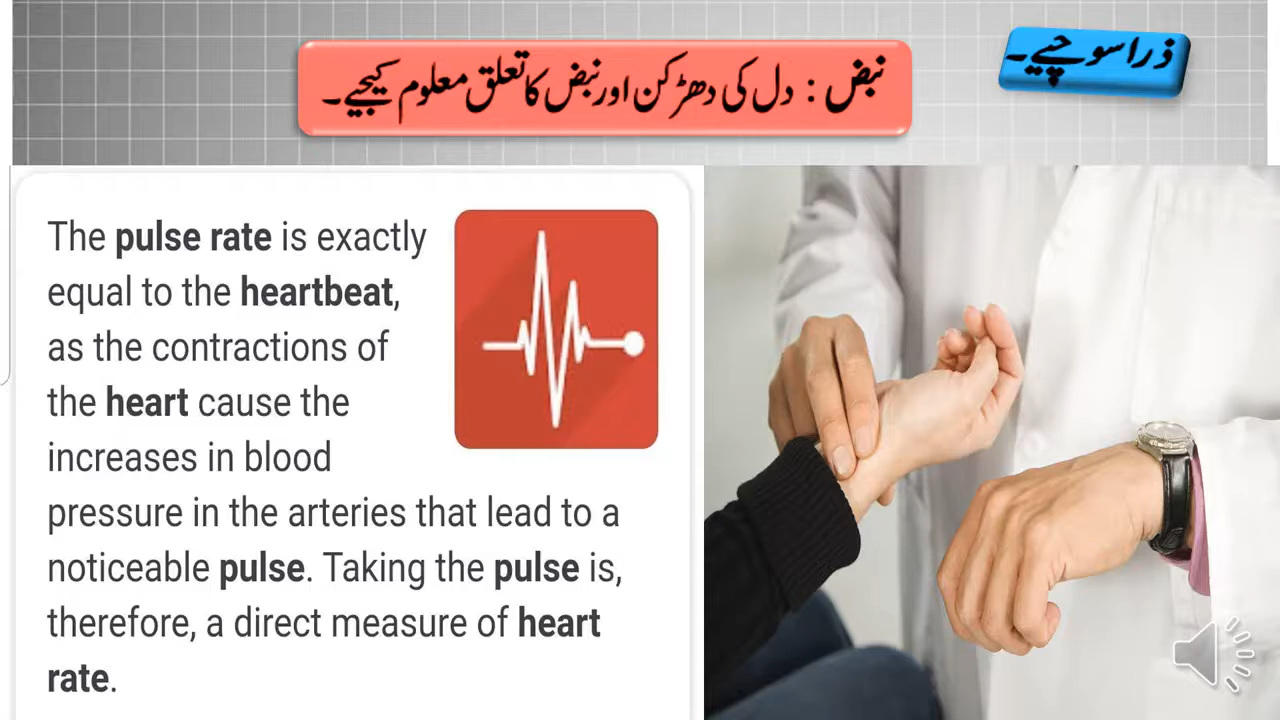 ذرا سوچیے۔
نبض : دل کی دھڑکن اور نبض کا تعلق معلوم کیجیے۔
The pulse rate is exactly
equal to the heartbeat,
as the contractions of
the heart cause the
increases in blood
pressure in the arteries that lead to a
noticeable pulse. Taking the pulse is,
therefore, a direct measure of heart
rate.